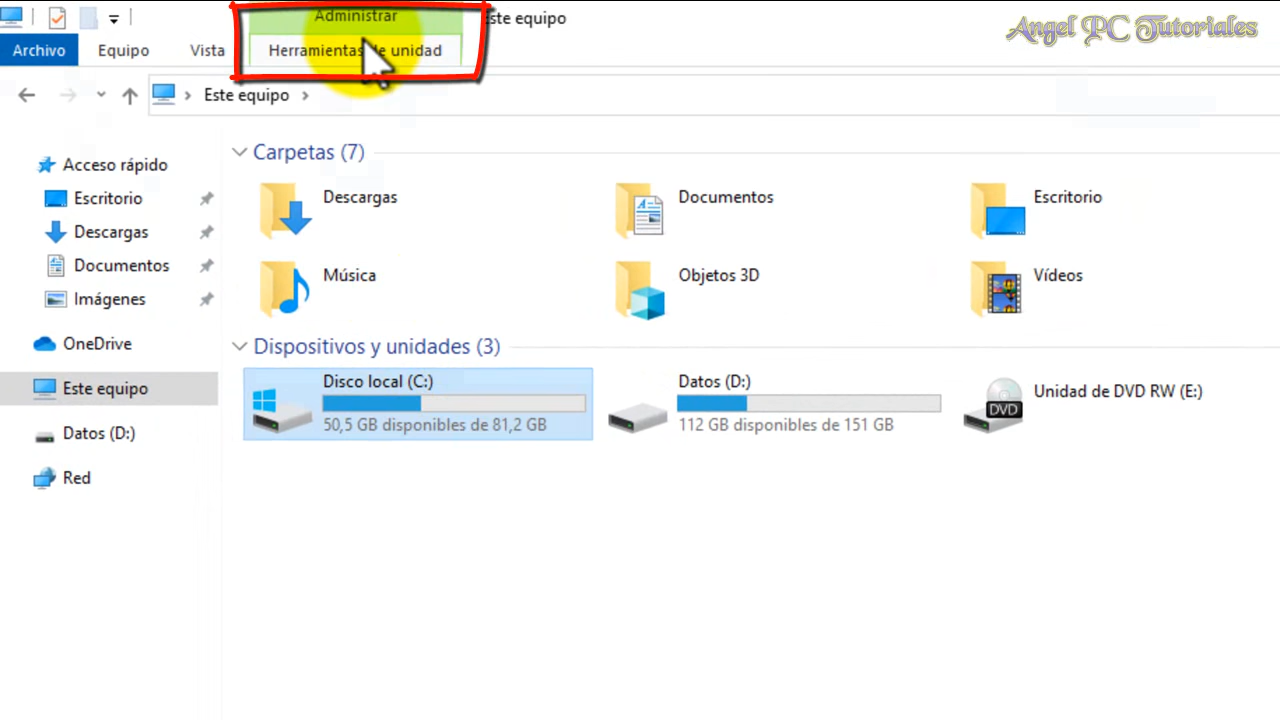 Administrar
Este equipo
Angel PC Tutoriales
Archivo
Equipo
Vista
Herramientas de unidad
Este equipo
Acceso rápido
Escritorio
Descargas
Documentos
Imágenes
OneDrive
Este equipo
Datos (D:)
Red
Carpetas (7)
Descargas
Documentos
Escritorio
Música
Objetos 3D
Vídeos
Dispositivos y unidades (3)
Disco local (C:)
50,5 GB disponibles de 81,2 GB
Datos (D:)
112 GB disponibles de 151 GB
Unidad de DVD RW (E:)
DVD